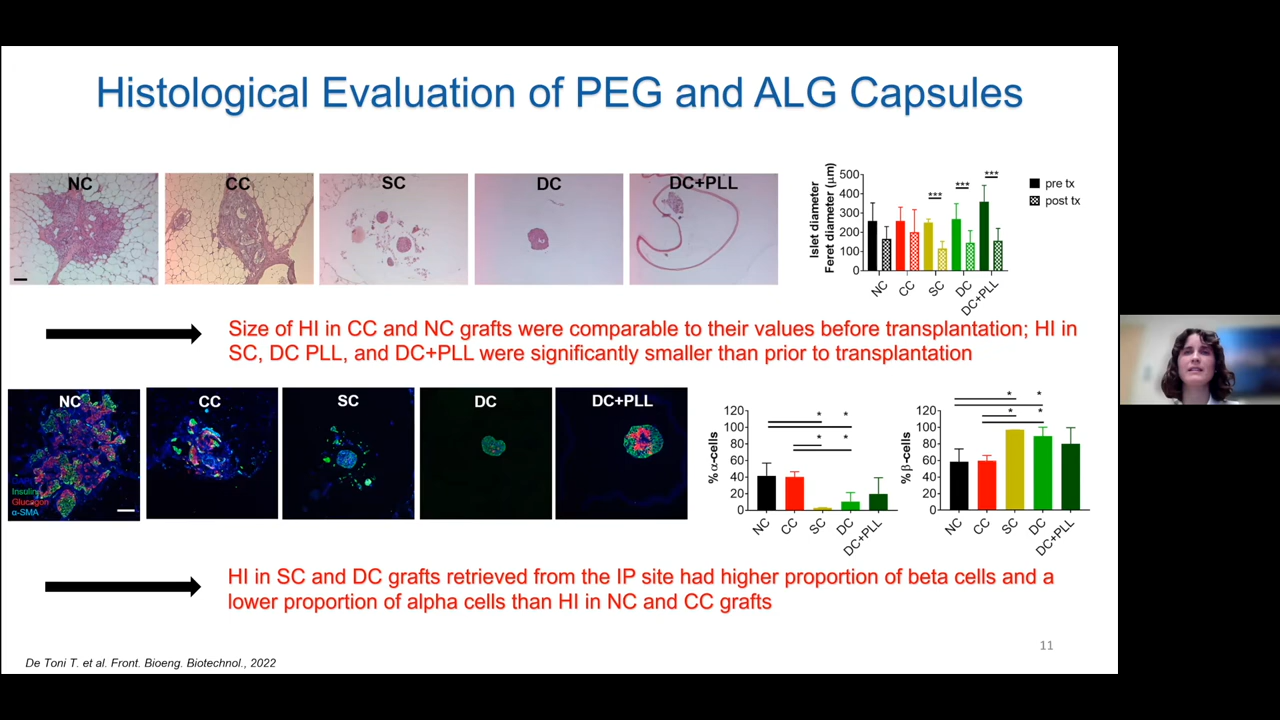 Histological Evaluation of PEG and ALG Capsules
NC
CC
SC
DC
DC+PLL
Islet diameter
Feret diameter (μm)
500
400
300
200
100
0
***
***
***
NC
CC
SC
DC
DC+PLL
pre tx
post tx
Size of HI in CC and NC grafts were comparable to their values before transplantation; HI in
SC, DC PLL, and DC+PLL were significantly smaller than prior to transplantation
NC
Insulin
Glucagon
α-SMA
CC
SC
DC
DC+PLL
% α-cells
120
100
80
60
40
20
0
* *
* *
NC
CC
SC
DC
DC+PLL
% β-cells
120
100
80
60
40
20
0
* *
* *
NC
CC
SC
DC
DC+PLL
HI in SC and DC grafts retrieved from the IP site had higher proportion of beta cells and a
lower proportion of alpha cells than HI in NC and CC grafts
11
De Toni T. et al. Front. Bioeng. Biotechnol., 2022